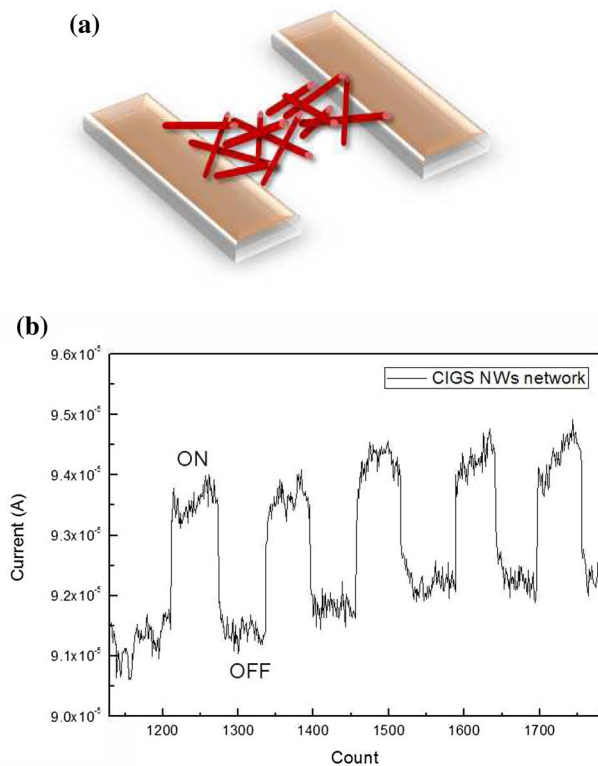 (a)
(b)
9.6x10⁻⁵
CIGS NWs network
9.5x10⁻⁵
ON
9.4x10⁻⁵
9.3x10⁻⁵
Current (A)
9.2x10⁻⁵
9.1x10⁻⁵
OFF
9.0x10⁻⁵
1200 1300 1400 1500 1600 1700
Count